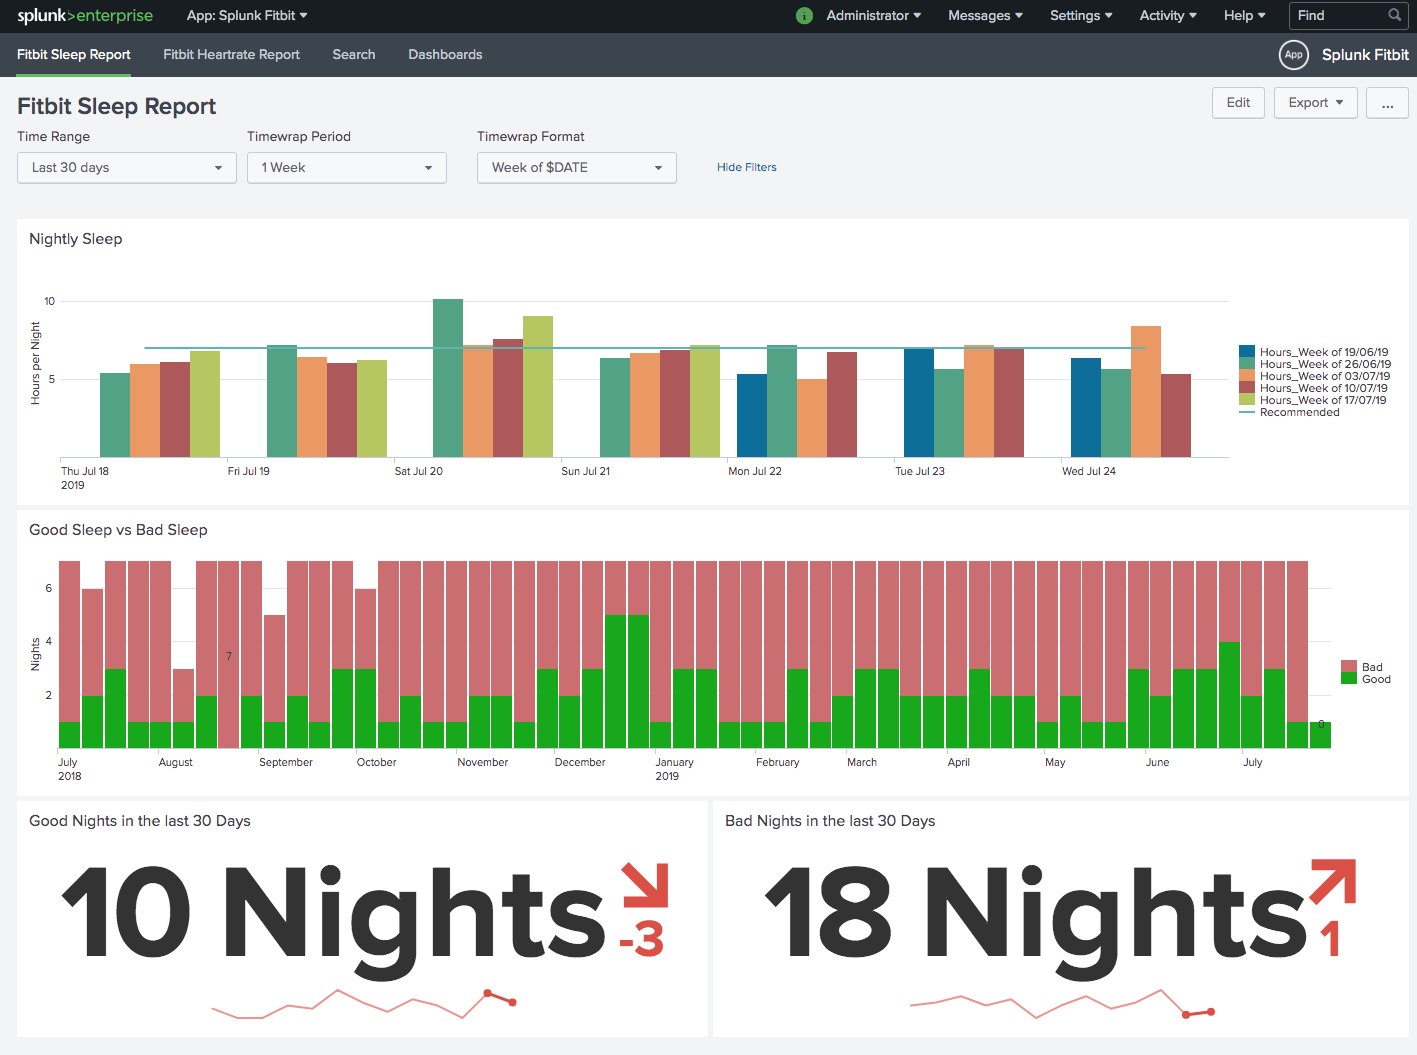 splunk>enterprise App: Splunk Fitbit i Administrator Messages Settings Activity Help Find
Fitbit Sleep Report Fitbit Heartrate Report Search Dashboards App Splunk Fitbit
Fitbit Sleep Report Edit Export ...
Time Range Timewrap Period Timewrap Format
Last 30 days 1 Week Week of $DATE Hide Filters
Nightly Sleep
Hours per Night
10
5
Thu Jul 18 Fri Jul 19 Sat Jul 20 Sun Jul 21 Mon Jul 22 Tue Jul 23 Wed Jul 24
2019
Hours_Week of 19/06/19
Hours_Week of 26/06/19
Hours_Week of 03/07/19
Hours_Week of 10/07/19
Hours_Week of 17/07/19
Recommended
Good Sleep vs Bad Sleep
Nights
6
4
2
7
0
July August September October November December January February March April May June July
2018 2019
Bad
Good
Good Nights in the last 30 Days
10 Nights
-3
Bad Nights in the last 30 Days
18 Nights
1